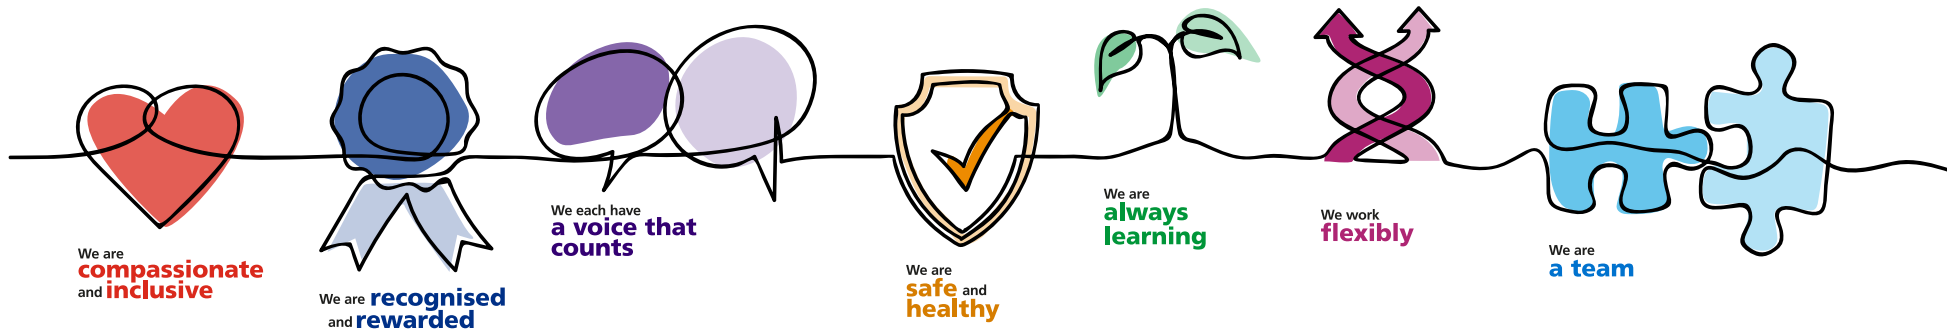 We are
compassionate
and inclusive
We are recognised
and rewarded
We each have
a voice that
counts
We are
safe and
healthy
We are
always
learning
We work
flexibly
We are
a team